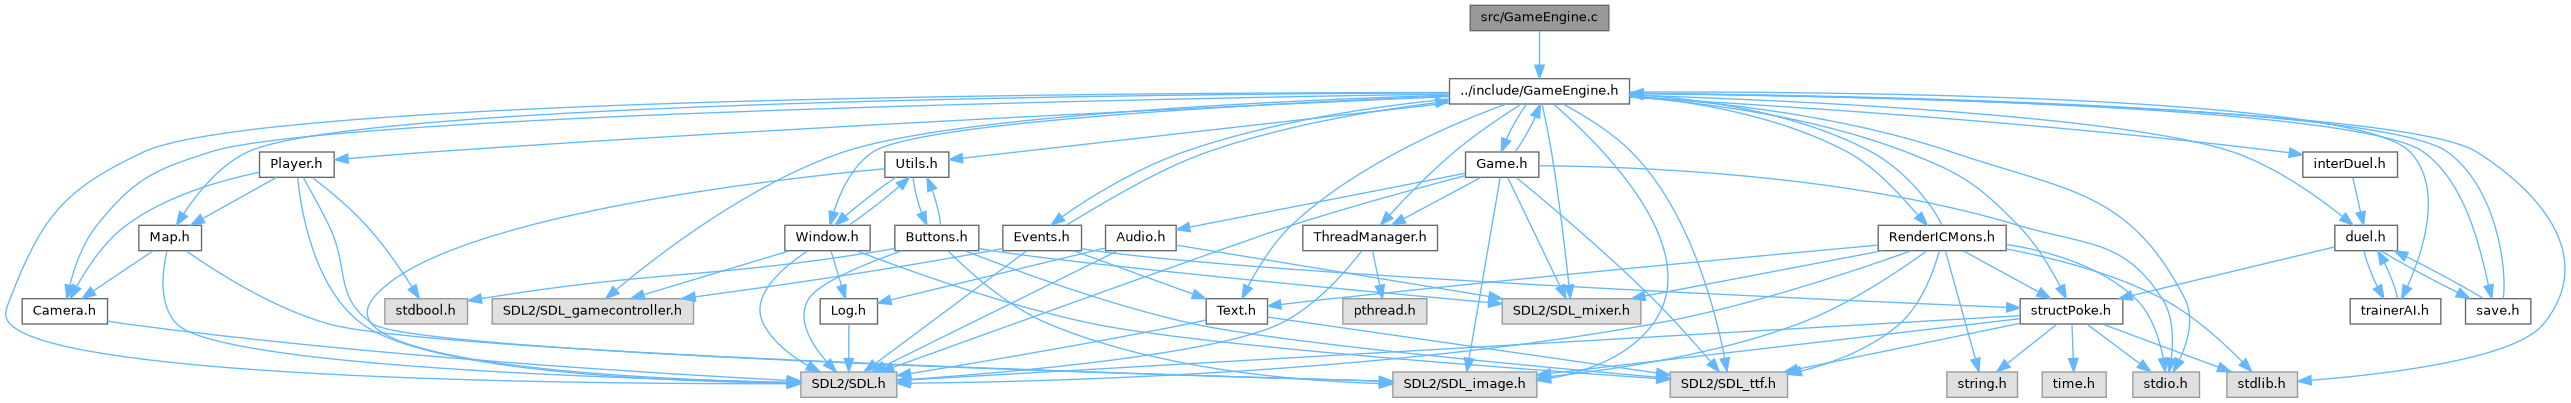 src/GameEngine.c
../include/GameEngine.h
Player.h
Utils.h
Game.h
interDuel.h
Map.h
Window.h
Buttons.h
Events.h
Audio.h
ThreadManager.h
RenderICMons.h
duel.h
Camera.h
stdbool.h
SDL2/SDL_gamecontroller.h
Log.h
SDL2/SDL_mixer.h
Text.h
pthread.h
structPoke.h
trainerAI.h
save.h
SDL2/SDL.h
SDL2/SDL_image.h
SDL2/SDL_ttf.h
string.h
time.h
stdio.h
stdlib.h